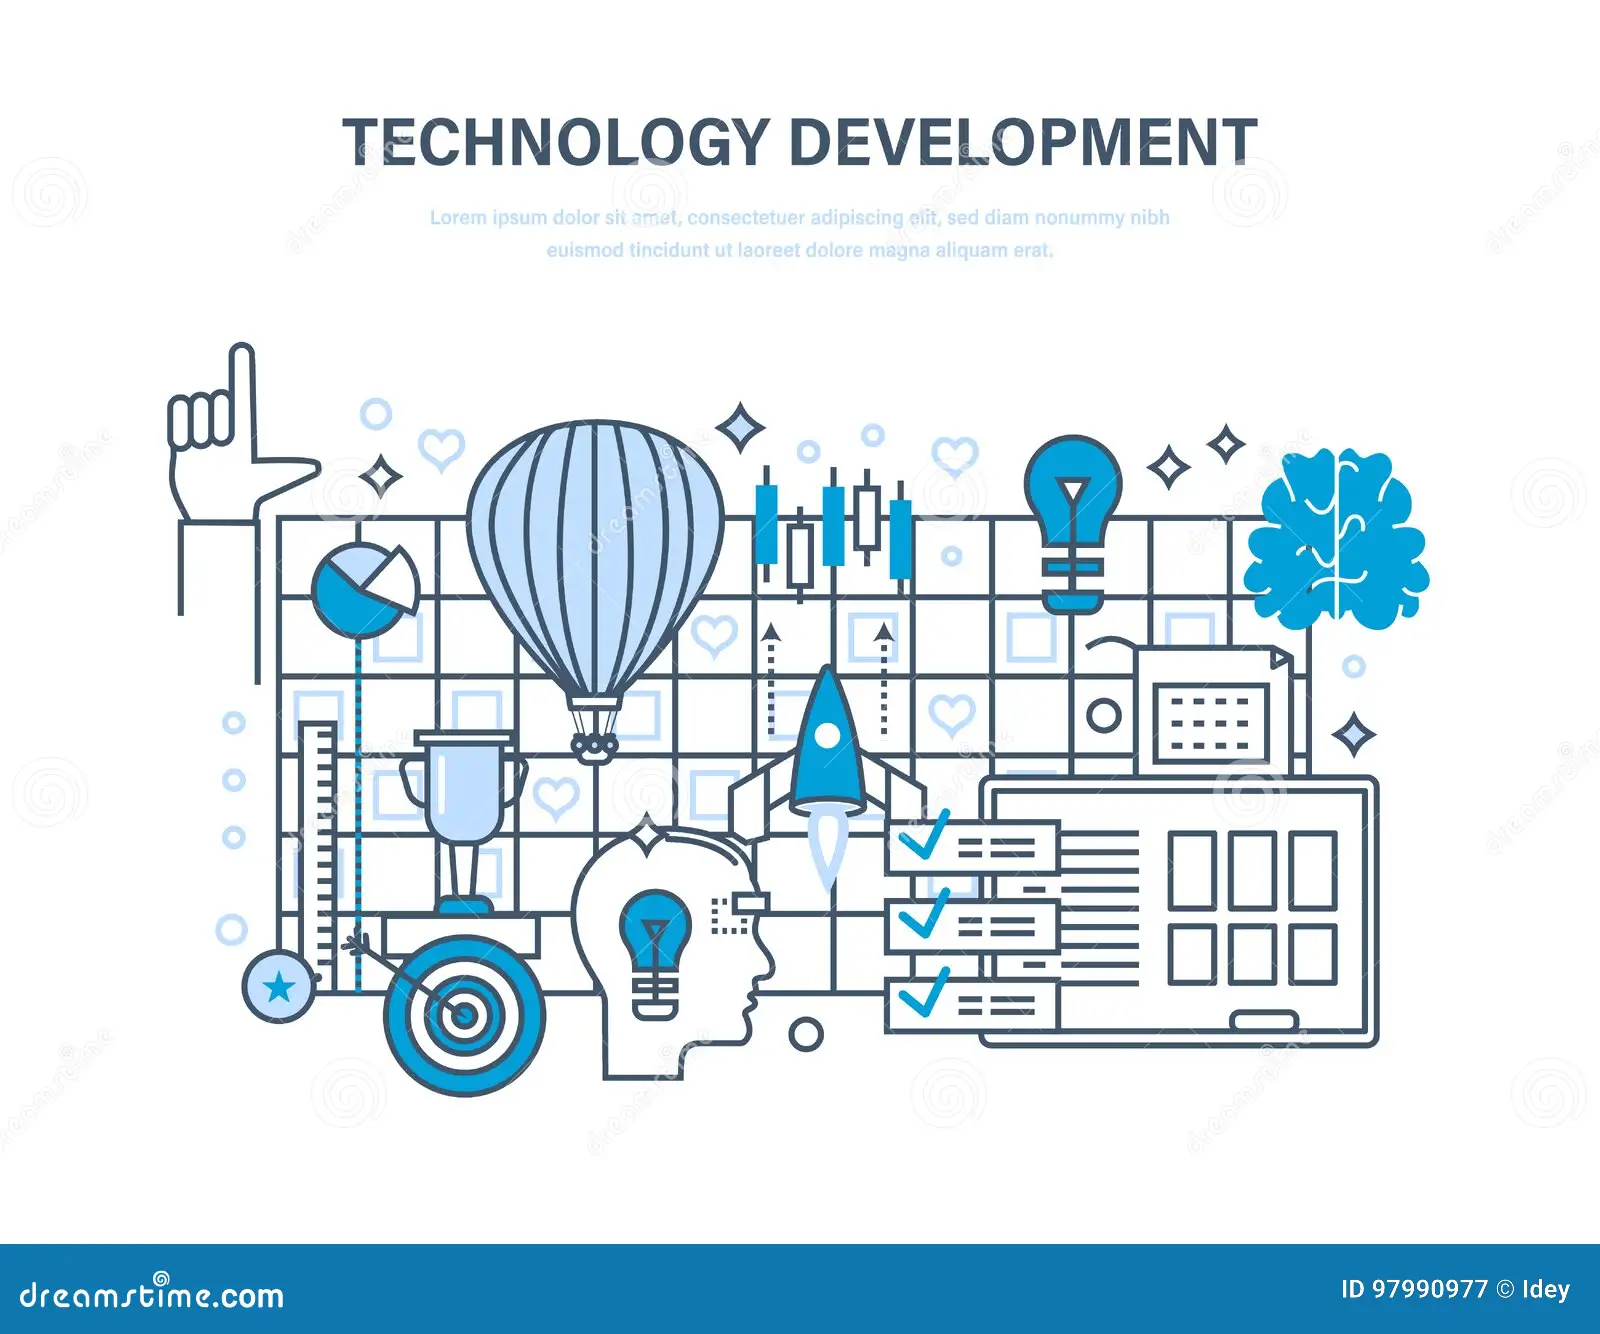 TECHNOLOGY DEVELOPMENT
Lorem ipsum dolor sit amet, consectetuer adipiscing elit, sed diam nonummy nibh
euismod tincidunt ut laoreet dolore magna aliquam erat.
dreamstime.com
ID 97990977 © Idey